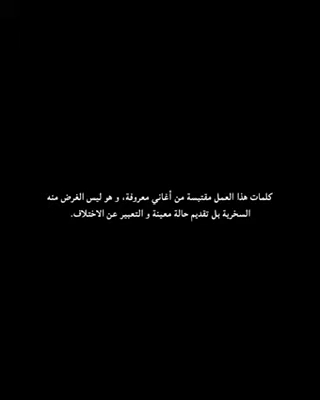 كلمات هذا العمل مقتبسة من أغاني معروفة، و هو ليس الغرض منه
السخرية بل تقديم حالة معينة و التعبير عن الاختلاف.